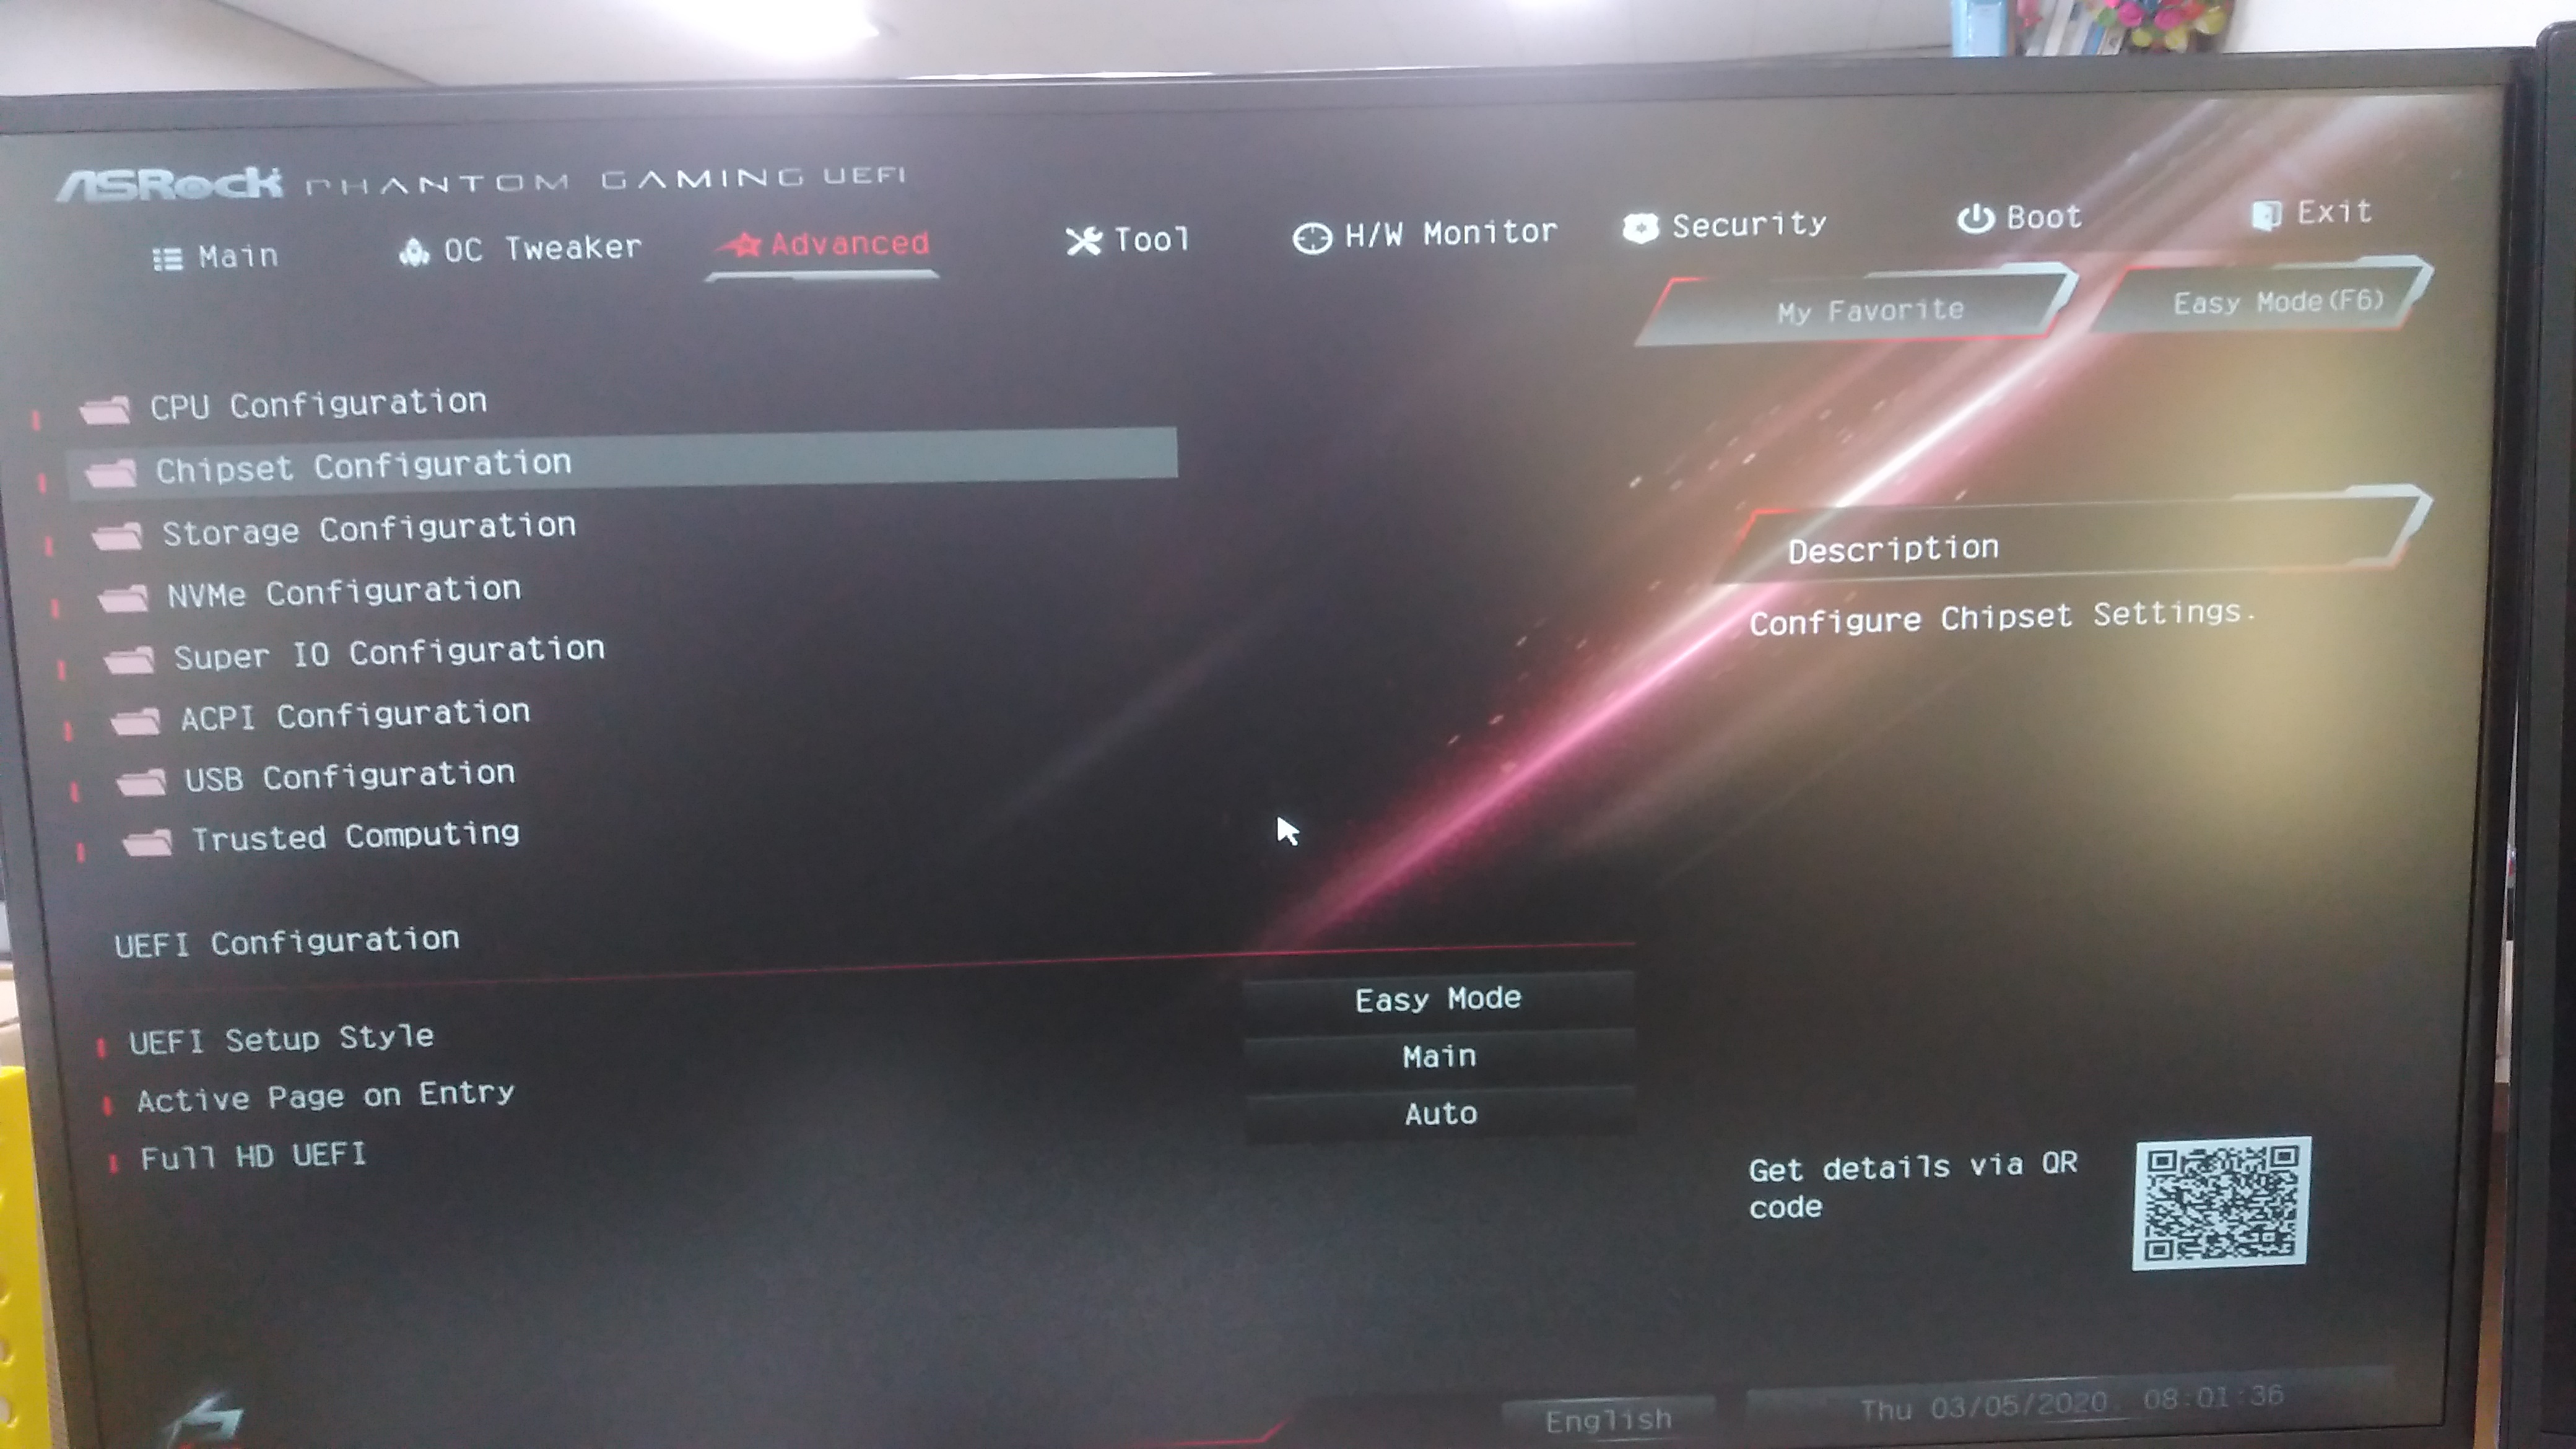 ASRock PHANTOM GAMING UEFI
Main OC Tweaker Advanced Tool H/W Monitor Security Boot Exit
My Favorite Easy Mode(F6)
CPU Configuration
Chipset Configuration
Storage Configuration
NVMe Configuration
Super IO Configuration
ACPI Configuration
USB Configuration
Trusted Computing
Description
Configure Chipset Settings.
UEFI Configuration
UEFI Setup Style Easy Mode
Active Page on Entry Main
Full HD UEFI Auto
Get details via QR
code
English Thu 03/05/2020. 08:01:36